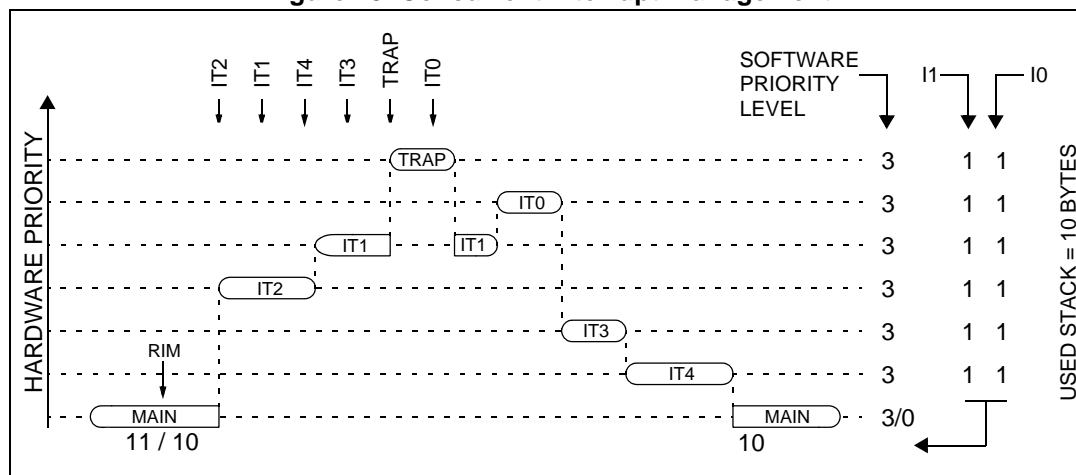 IT2
IT1
IT4
IT3
TRAP
IT0
SOFTWARE
PRIORITY
LEVEL
I1
I0
HARDWARE PRIORITY
TRAP
3
1 1
IT0
3
1 1
IT1
IT1
3
1 1
IT2
3
1 1
IT3
3
1 1
RIM
IT4
3
1 1
MAIN
MAIN
3/0
11 / 10
10
USED STACK = 10 BYTES